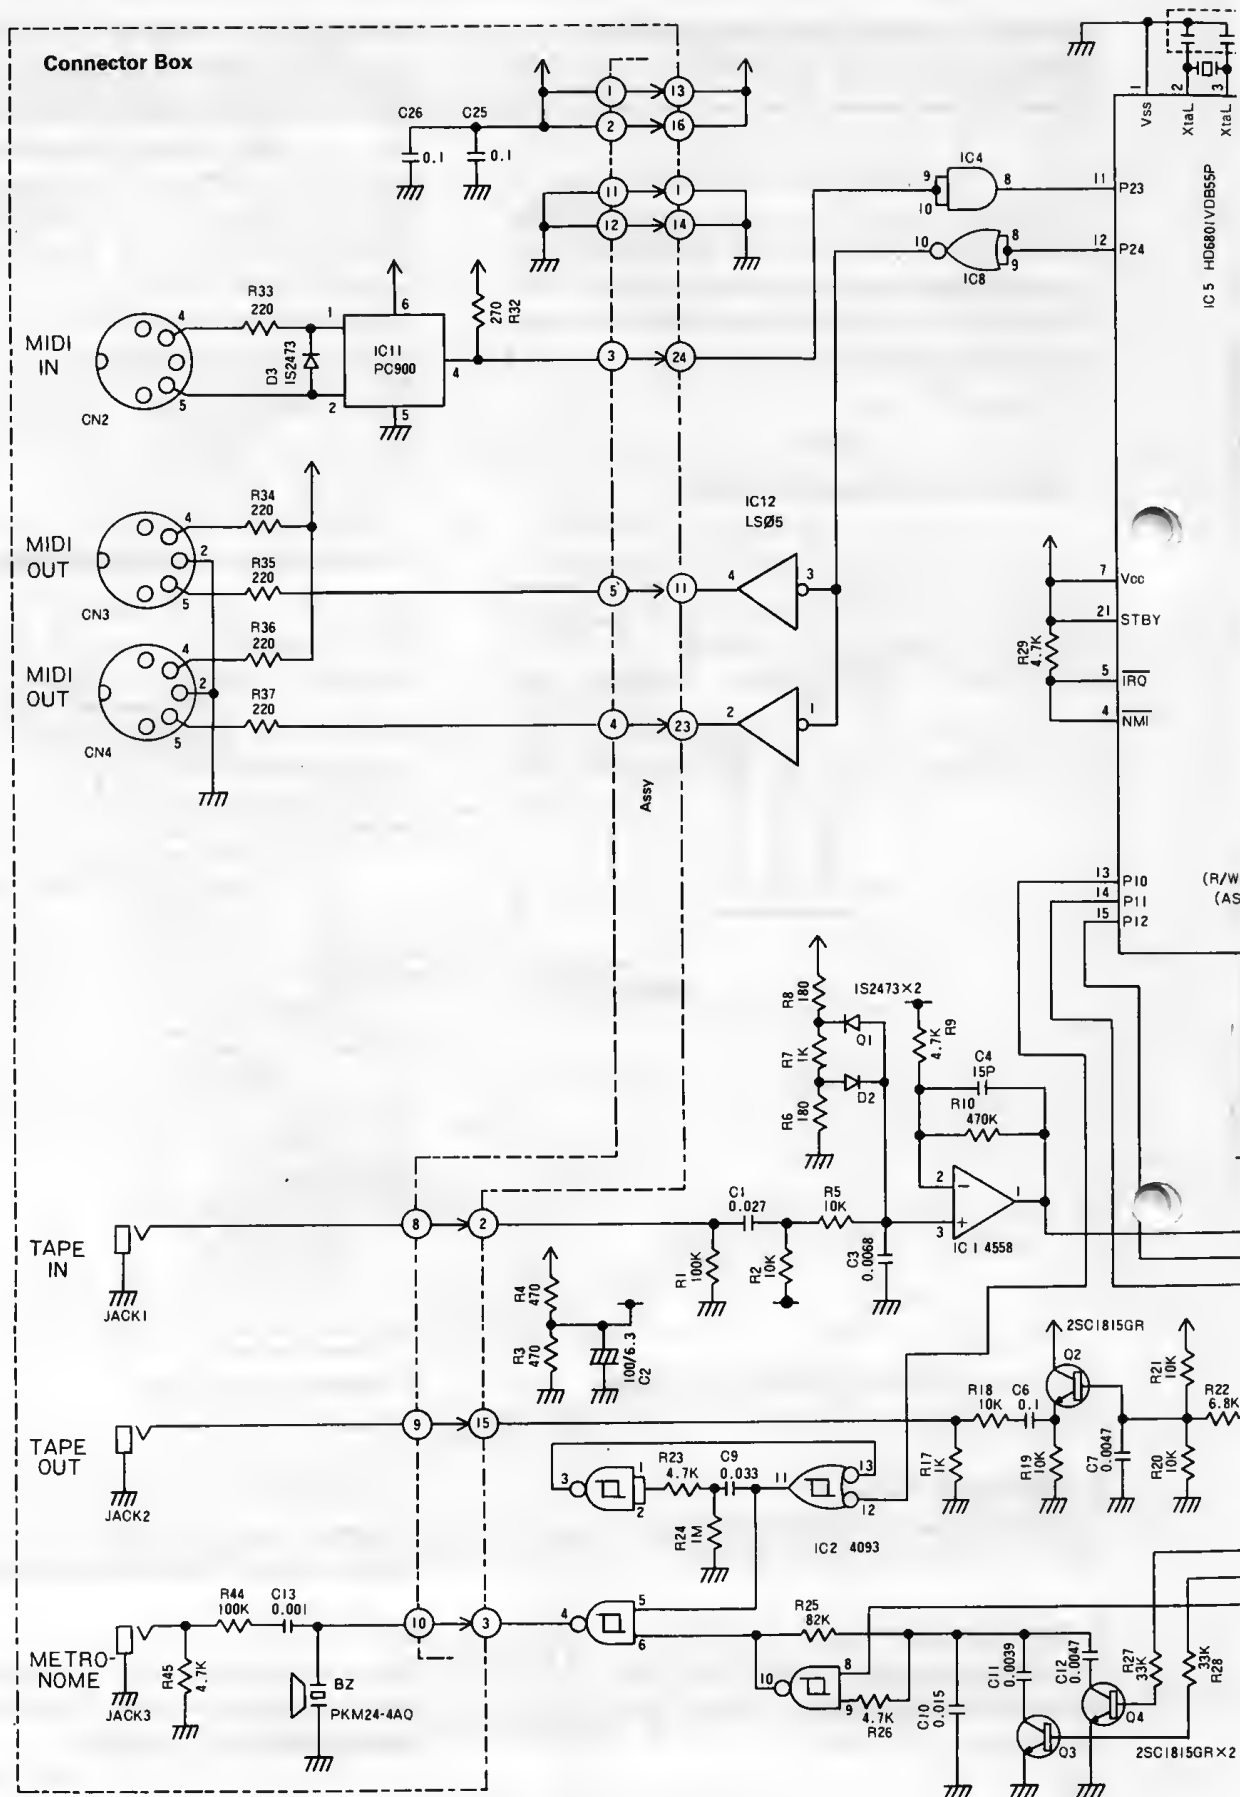 Connector Box
C26
0.1
C25
0.1
1
13
2
16
11
1
12
14
1
Vss
2
XtaL
3
XtaL
IC4
9
10
8
11
P23
10
8
9
IC8
12
P24
IC5 HD6801VDB55P
MIDI
IN
CN2
4
5
R33
220
D3
IS2473
1
2
6
IC11
PC900
4
5
270
R32
3
24
MIDI
OUT
CN3
4
2
5
R34
220
R35
220
5
11
IC12
LSØ5
4
3
MIDI
OUT
CN4
4
2
5
R36
220
R37
220
4
23
2
1
Assy
R29
4.7K
7
Vcc
21
STBY
5
IRQ
4
NMI
13
P10
14
P11
15
P12
(R/W
(AS
R8
180
R7
1K
R6
180
IS2473×2
Q1
D2
R9
4.7K
C4
15P
R10
470K
2
3
1
IC1 4558
TAPE
IN
JACK1
8
2
R1
100K
C1
0.027
R2
10K
R5
10K
C3
0.0068
R4
470
R3
470
100/6.3
C2
TAPE
OUT
JACK2
9
15
2SC1815GR
Q2
R18
10K
C6
0.1
R17
1K
R19
10K
C7
0.0047
R21
10K
R20
10K
R22
6.8K
3
1
2
R23
4.7K
C9
0.033
R24
1M
11
13
12
IC2 4093
METRO-
NOME
JACK3
R45
4.7K
R44
100K
C13
0.001
BZ
PKM24-4AO
10
3
4
5
6
R25
82K
10
8
9
4.7K
R26
C10
0.015
C11
0.0039
C12
0.0047
R27
33K
33K
R28
Q4
Q3
2SC1815GR×2